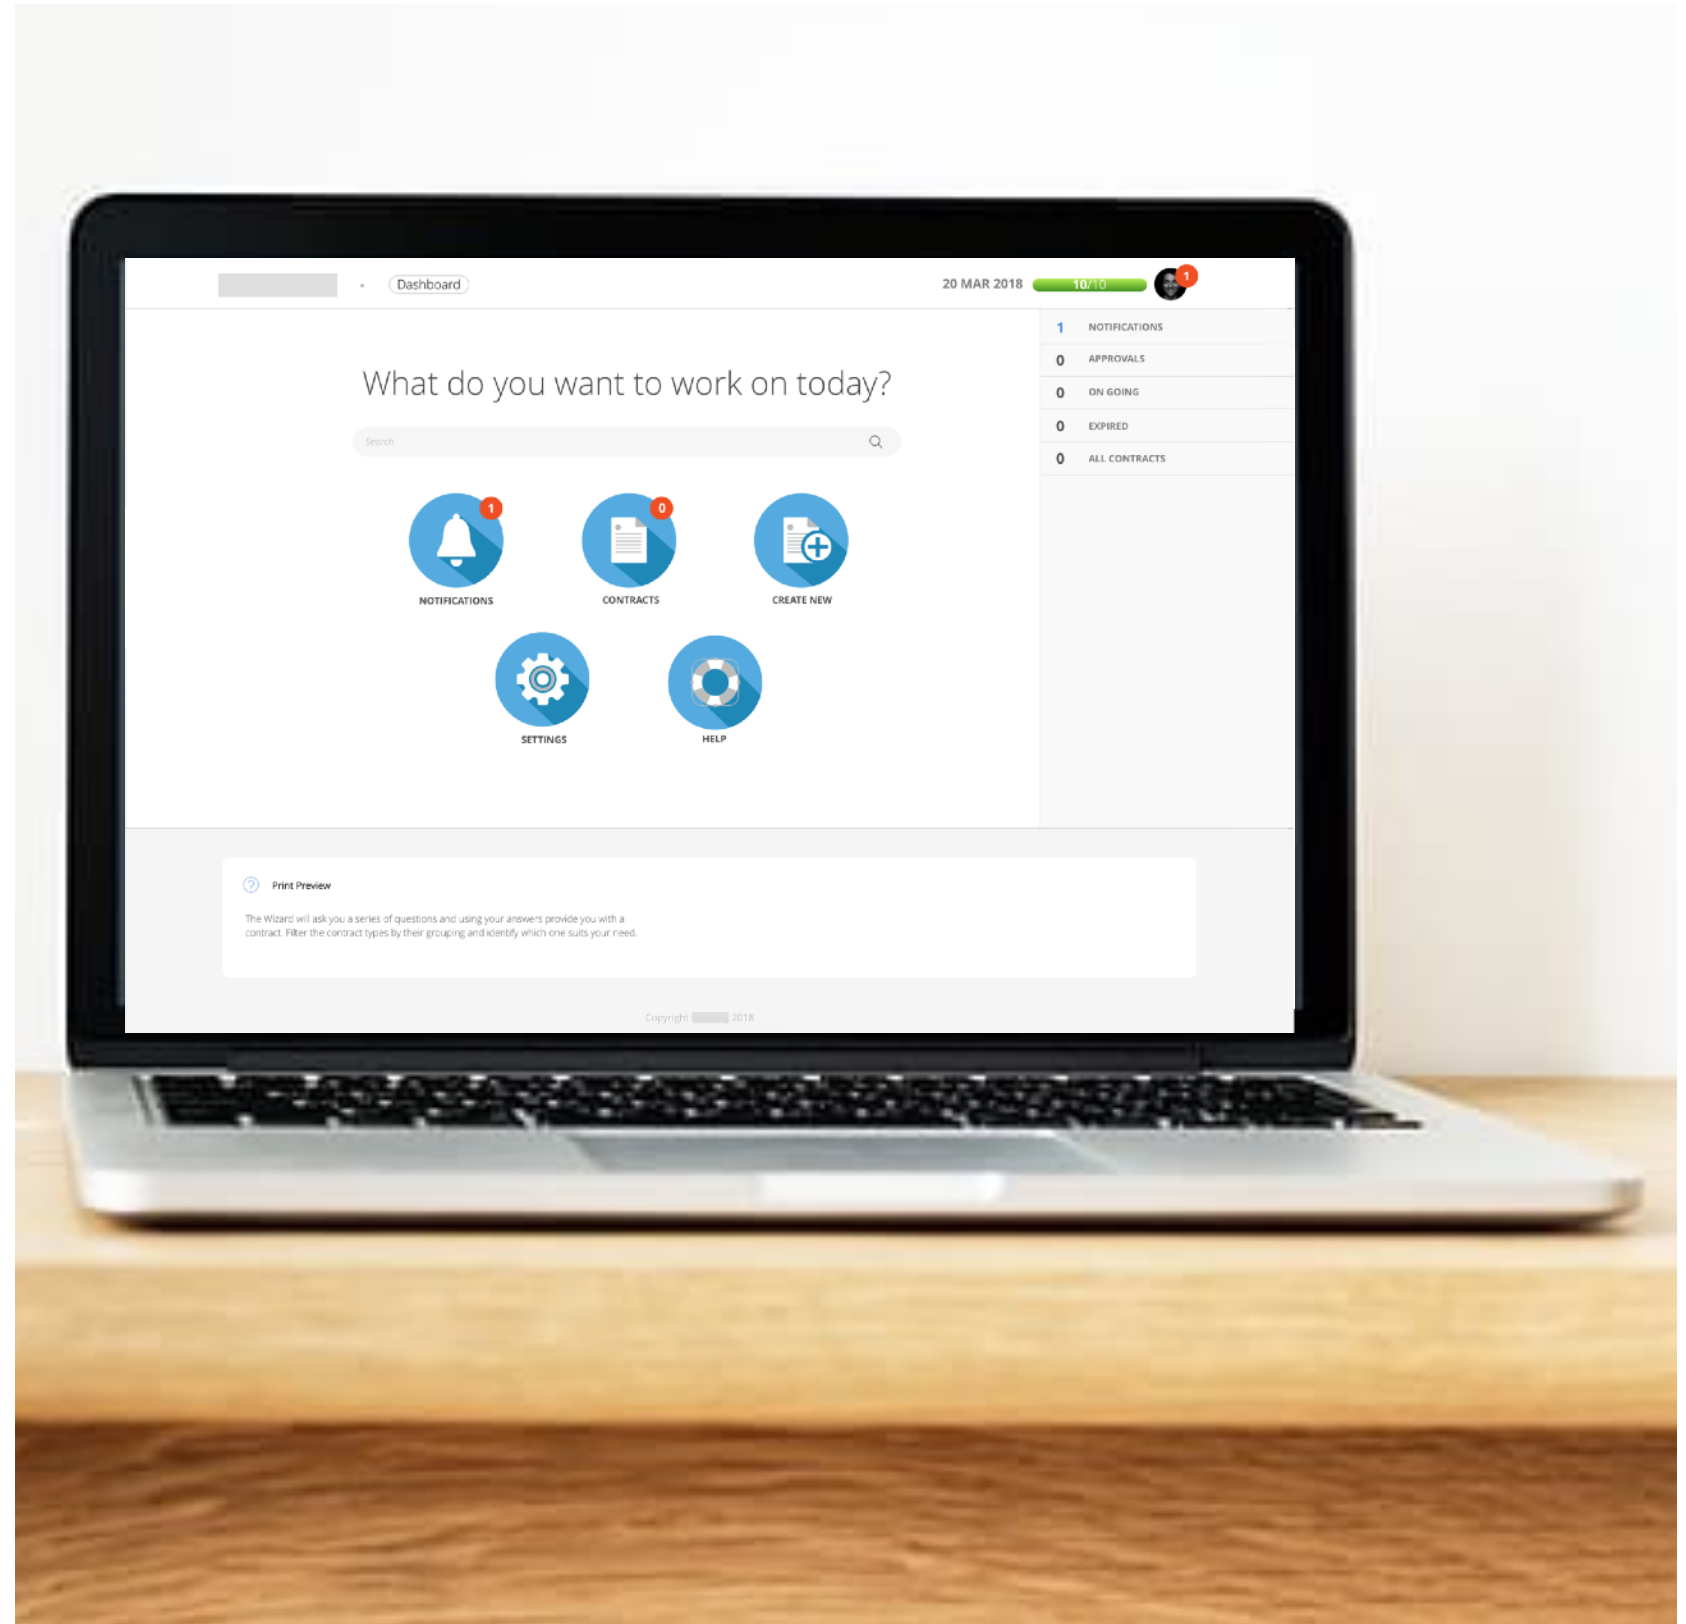 Dashboard
20 MAR 2018
10/10
1
1 NOTIFICATIONS
0 APPROVALS
0 ON GOING
0 EXPIRED
0 ALL CONTRACTS
What do you want to work on today?
Search
1
0
NOTIFICATIONS
CONTRACTS
CREATE NEW
SETTINGS
HELP
? Print Preview
The Wizard will ask you a series of questions and using your answers provide you with a
contract. Filter the contract types by their grouping and identify which one suits your need.
Copyright 2018